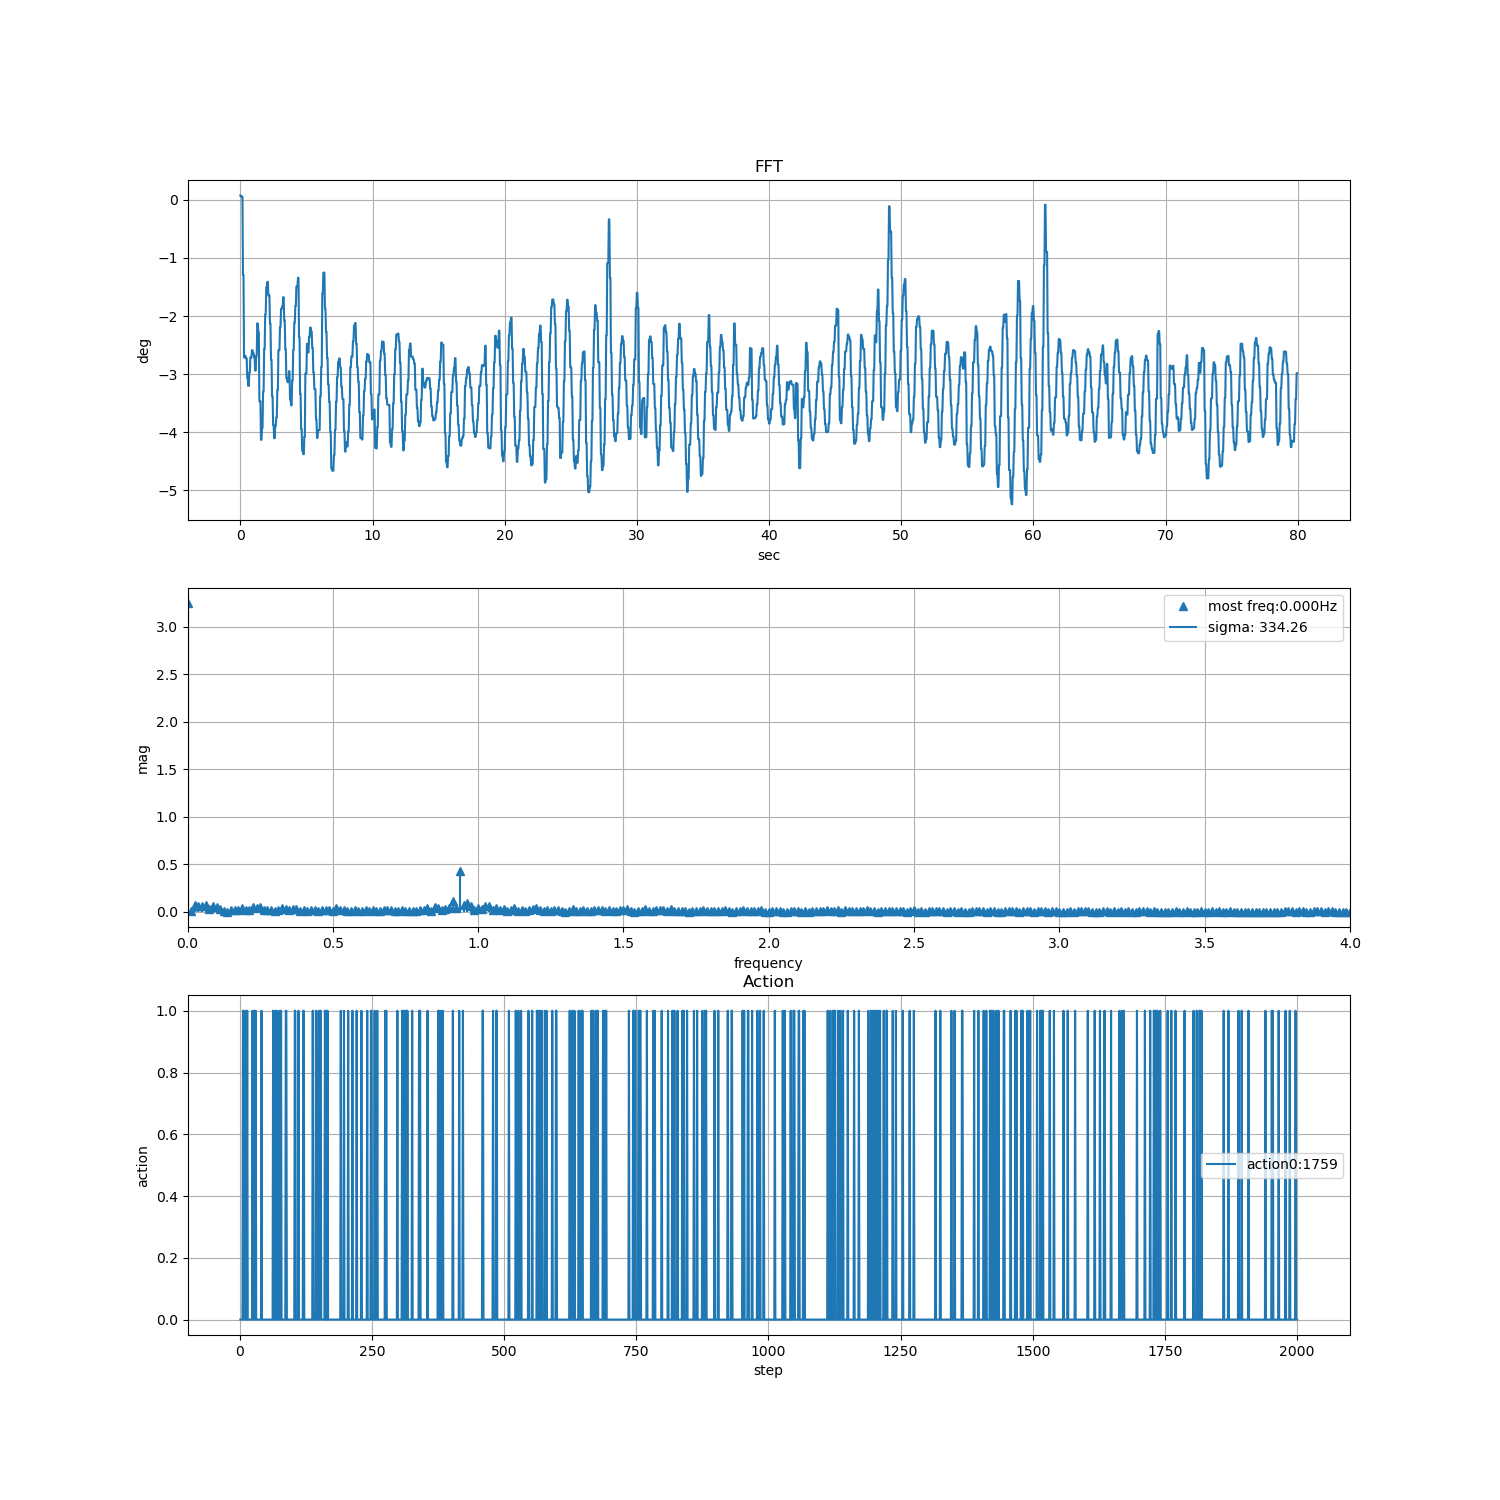 FFT
0
−1
−2
−3
−4
−5
deg
0 10 20 30 40 50 60 70 80
sec
most freq:0.000Hz
sigma: 334.26
3.0
2.5
2.0
1.5
1.0
0.5
0.0
mag
0.0 0.5 1.0 1.5 2.0 2.5 3.0 3.5 4.0
frequency
Action
1.0
0.8
0.6
0.4
0.2
0.0
action
action0:1759
0 250 500 750 1000 1250 1500 1750 2000
step